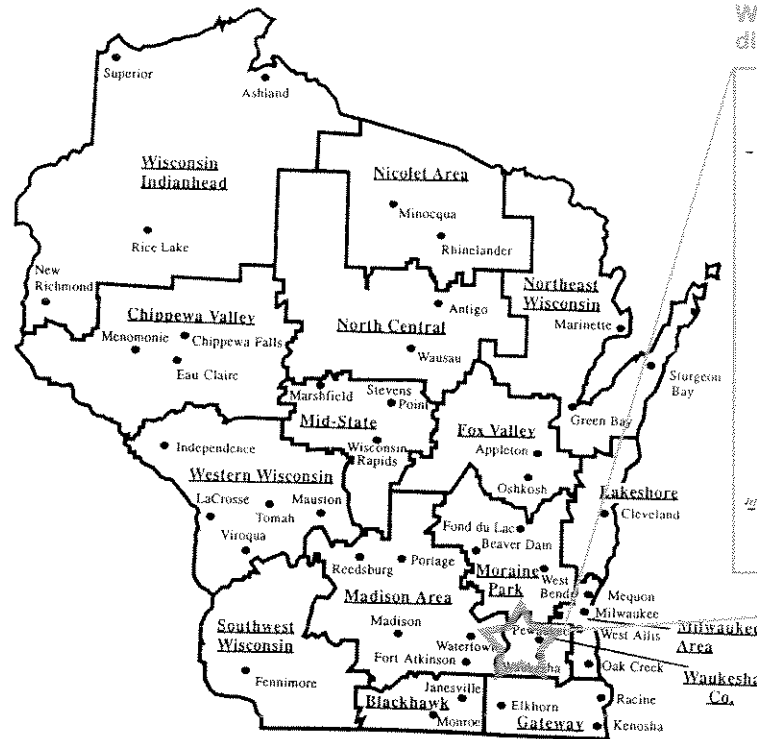 Superior
Ashland
Wisconsin
Indianhead
Nicolet Area
Minocqua
Rice Lake
Rhinelander
New
Richmond
Northeast
Wisconsin
Chippewa Valley
Antigo
North Central
Marinette
Menomonie
Chippewa Falls
Wausau
Eau Claire
Sturgeon
Bay
Marshfield
Stevens
Point
Mid-State
Green Bay
Fox Valley
Independence
Wisconsin
Rapids
Appleton
Western Wisconsin
Oshkosh
Lakeshore
LaCrosse
Mauston
Tomah
Cleveland
Viroqua
Fond du Lac
Beaver Dam
Reedsburg
Portage
Moraine
Park
West
Bend
Mequon
Madison Area
Milwaukee
Southwest
Wisconsin
Madison
Watertown
West Allis
Milwaukee
Area
Fort Atkinson
Oak Creek
Waukesha
Co.
Fennimore
Janesville
Blackhawk
Monroe
Elkhorn
Racine
Gateway
Kenosha